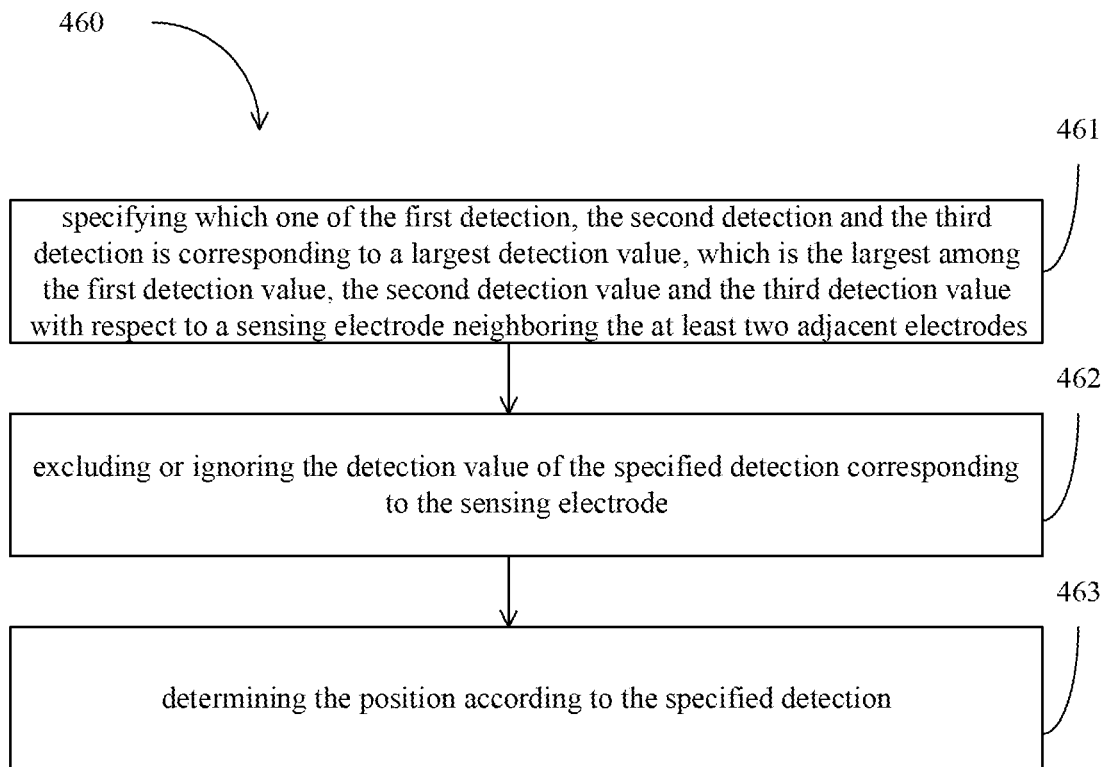 460
461
specifying which one of the first detection, the second detection and the third
detection is corresponding to a largest detection value, which is the largest among
the first detection value, the second detection value and the third detection value
with respect to a sensing electrode neighboring the at least two adjacent electrodes
462
excluding or ignoring the detection value of the specified detection corresponding
to the sensing electrode
463
determining the position according to the specified detection